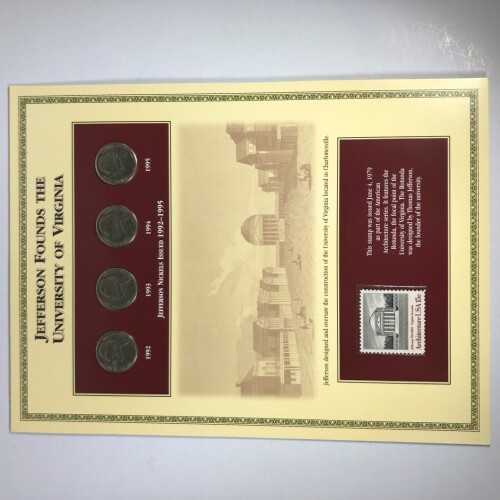 JEFFERSON FOUNDS THE
UNIVERSITY OF VIRGINIA
1992
1993
1994
1995
JEFFERSON NICKELS ISSUED 1992–1995
Jefferson designed and oversaw the construction of the University of Virginia located in Charlottesville.
This stamp was issued June 4, 1979
as part of the American
Architecture series. It features the
Rotunda, the focal point of the
University of Virginia. The Rotunda
was designed by Thomas Jefferson,
the founder of the university.
Architecture USA 15c